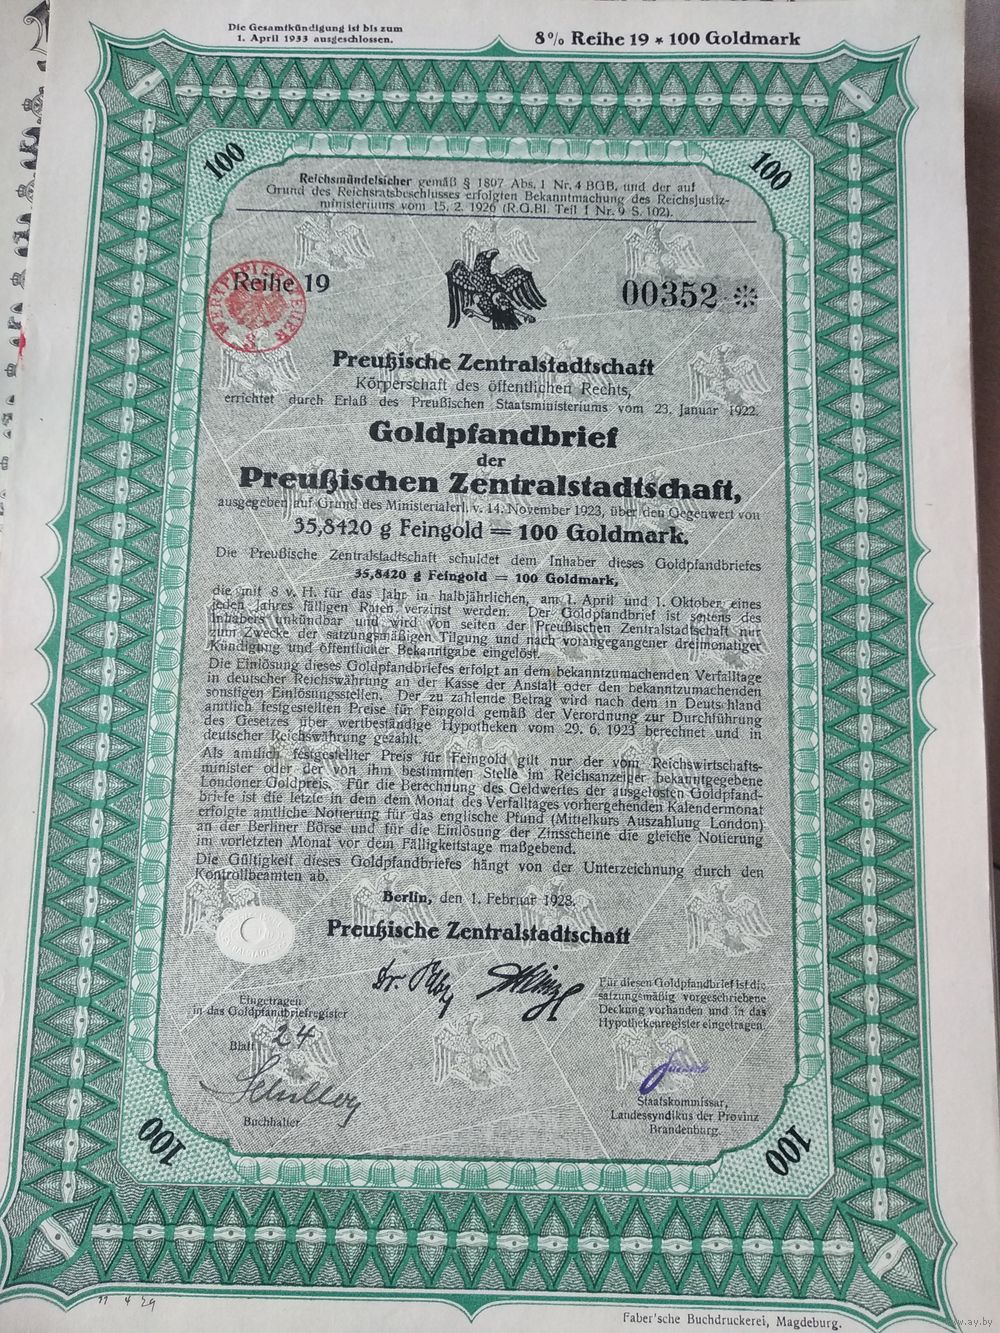 Die Gesamtkündigung ist bis zum
1. April 1933 ausgeschlossen.
8% Reihe 19 * 100 Goldmark
100
100
Reichsmündelsicher gemäß § 1807 Abs. 1 Nr. 4 BGB. und der auf
Grund des Reichsratsbeschlusses erfolgten Bekanntmachung des Reichsjustiz-
ministeriums vom 15. 2. 1926 (R.G.Bl. Teil 1 Nr. 9 S. 102).
Reihe 19
WERTPAPIERSTEUER
00352 *
Preußische Zentralstadtschaft
Körperschaft des öffentlichen Rechts,
errichtet durch Erlaß des Preußischen Staatsministeriums vom 23. Januar 1922.
Goldpfandbrief
der
Preußischen Zentralstadtschaft,
ausgegeben auf Grund des Ministerialerl. v. 14. November 1923, über den Gegenwert von
35,8420 g Feingold = 100 Goldmark.
Die Preußische Zentralstadtschaft schuldet dem Inhaber dieses Goldpfandbriefes
35,8420 g Feingold = 100 Goldmark,
die mit 8 v. H. für das Jahr in halbjährlichen, am 1. April und 1. Oktober eines
jeden Jahres fälligen Raten verzinst werden. Der Goldpfandbrief ist seitens des
Inhabers unkündbar und wird von seiten der Preußischen Zentralstadtschaft nur
zum Zwecke der satzungsmäßigen Tilgung und nach vorangegangener dreimonatiger
Kündigung und öffentlicher Bekanntgabe eingelöst.
Die Einlösung dieses Goldpfandbriefes erfolgt an dem bekanntzumachenden Verfalltage
in deutscher Reichswährung an der Kasse der Anstalt oder den bekanntzumachenden
sonstigen Einlösungsstellen. Der zu zahlende Betrag wird nach dem in Deutschland
amtlich festgestellten Preise für Feingold gemäß der Verordnung zur Durchführung
des Gesetzes über wertbeständige Hypotheken vom 29. 6. 1923 berechnet und in
deutscher Reichswährung gezahlt.
Als amtlich festgestellter Preis für Feingold gilt nur der vom Reichswirtschafts-
minister oder der von ihm bestimmten Stelle im Reichsanzeiger bekanntgegebene
Londoner Goldpreis. Für die Berechnung des Geldwertes der ausgelosten Goldpfand-
briefe ist die letzte in dem dem Monat des Verfalltages vorhergehenden Kalendermonat
erfolgte amtliche Notierung für das englische Pfund (Mittelkurs Auszahlung London)
an der Berliner Börse und für die Einlösung der Zinsscheine die gleiche Notierung
im vorletzten Monat vor dem Fälligkeitstage maßgebend.
Die Gültigkeit dieses Goldpfandbriefes hängt von der Unterzeichnung durch den
Kontrollbeamten ab.
Berlin, den 1. Februar 1928.
Preußische Zentralstadtschaft
Eingetragen
in das Goldpfandbriefregister
Blatt 24
Buchhalter
Für diesen Goldpfandbrief ist die
satzungsmäßig vorgeschriebene
Deckung vorhanden und in das
Hypothekenregister eingetragen.
Staatskommissar,
Landessyndikus der Provinz
Brandenburg.
100
100
Faber'sche Buchdruckerei, Magdeburg.
www.ay.by